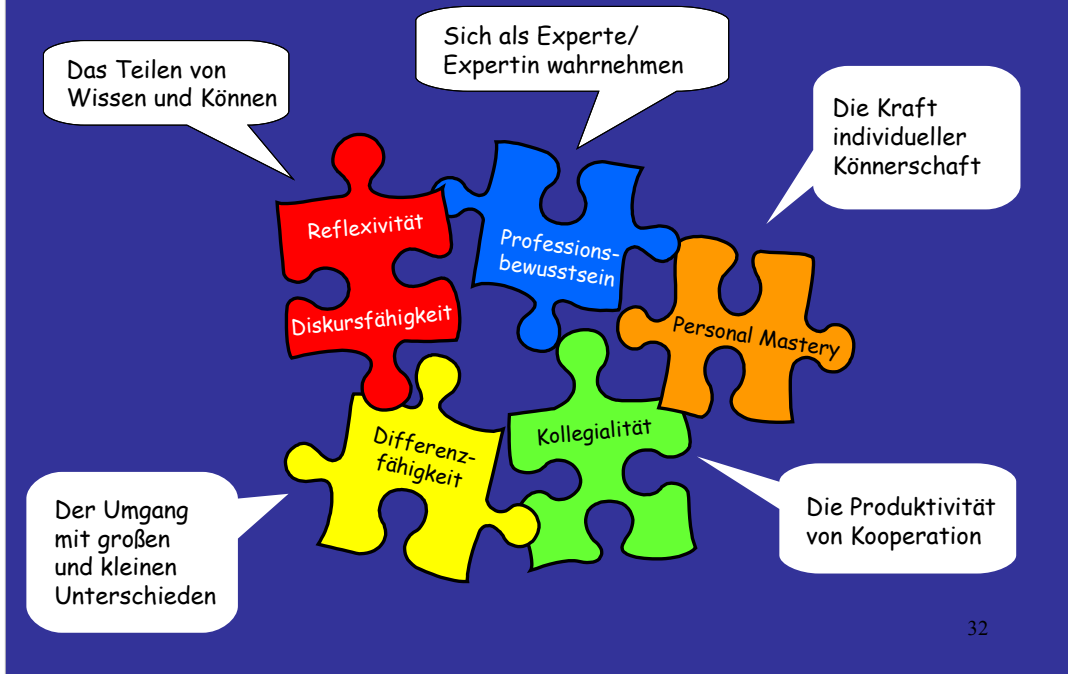 Das Teilen von
Wissen und Können
Sich als Experte/
Expertin wahrnehmen
Die Kraft
individueller
Könnerschaft
Reflexivität
Diskursfähigkeit
Professions-
bewusstsein
Personal Mastery
Differenz-
fähigkeit
Kollegialität
Der Umgang
mit großen
und kleinen
Unterschieden
Die Produktivität
von Kooperation
32